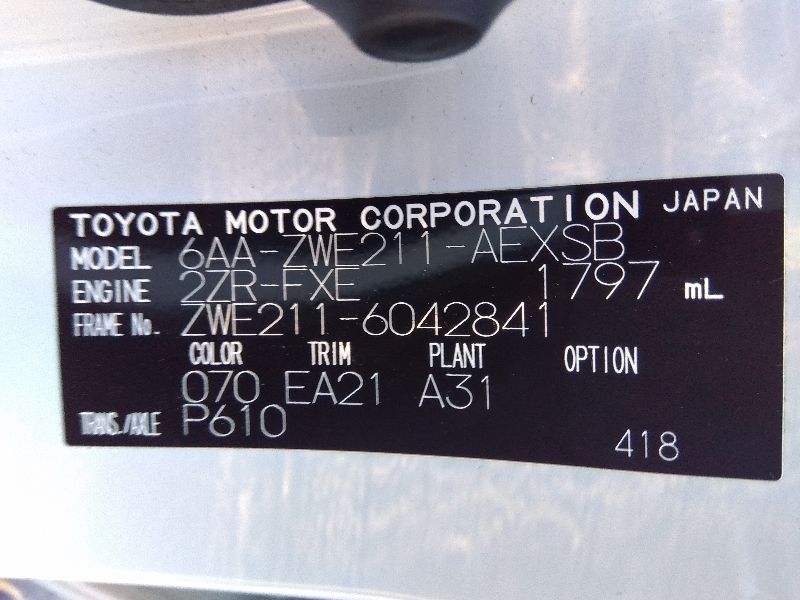 TOYOTA MOTOR CORPORATION JAPAN
MODEL 6AA-ZWE211-AEXSB
ENGINE 2ZR-FXE 1797 mL
FRAME No. ZWE211-6042841
COLOR TRIM PLANT OPTION
070 EA21 A31
TRANS./AXLE P610
418